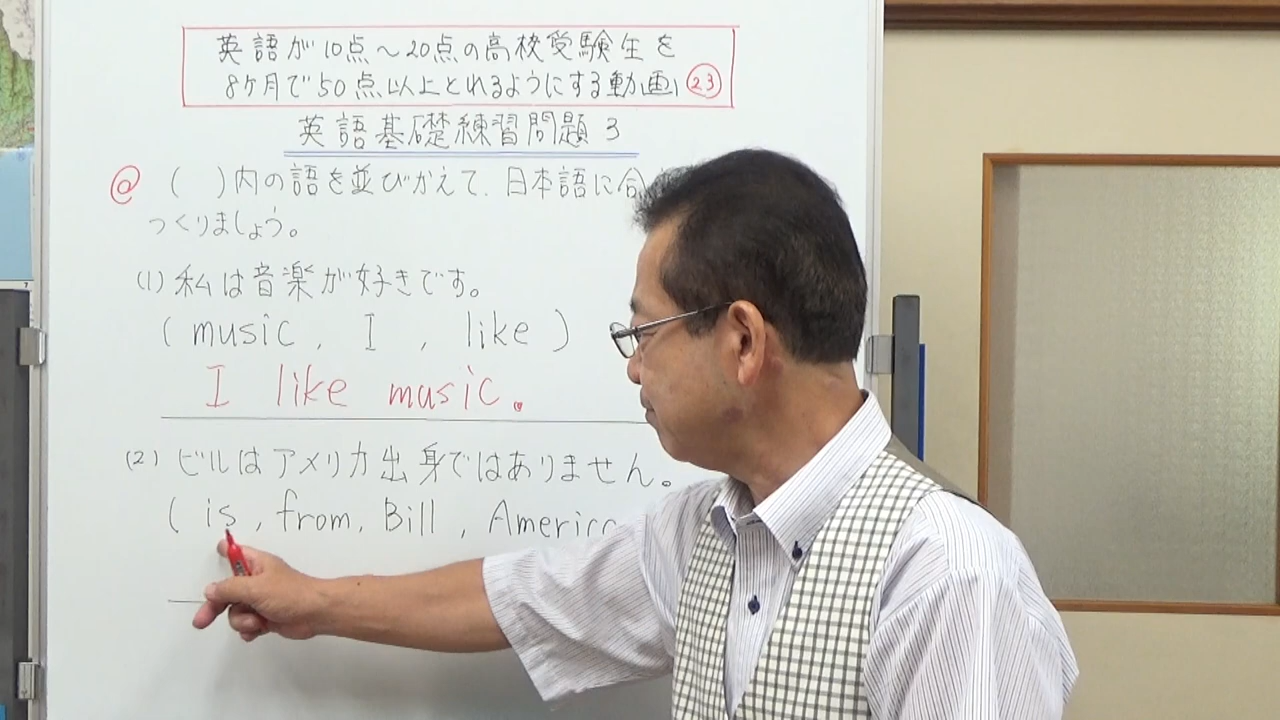 英語が10点~20点の高校受験生を
8ヶ月で50点以上とれるようにする動画 23
英語基礎練習問題 3
@ ( )内の語を並びかえて、日本語に合
つくりましょう。
(1) 私は音楽が好きです。
( music , I , like )
I like music.
(2) ビルはアメリカ出身ではありません。
( is , from, Bill , America